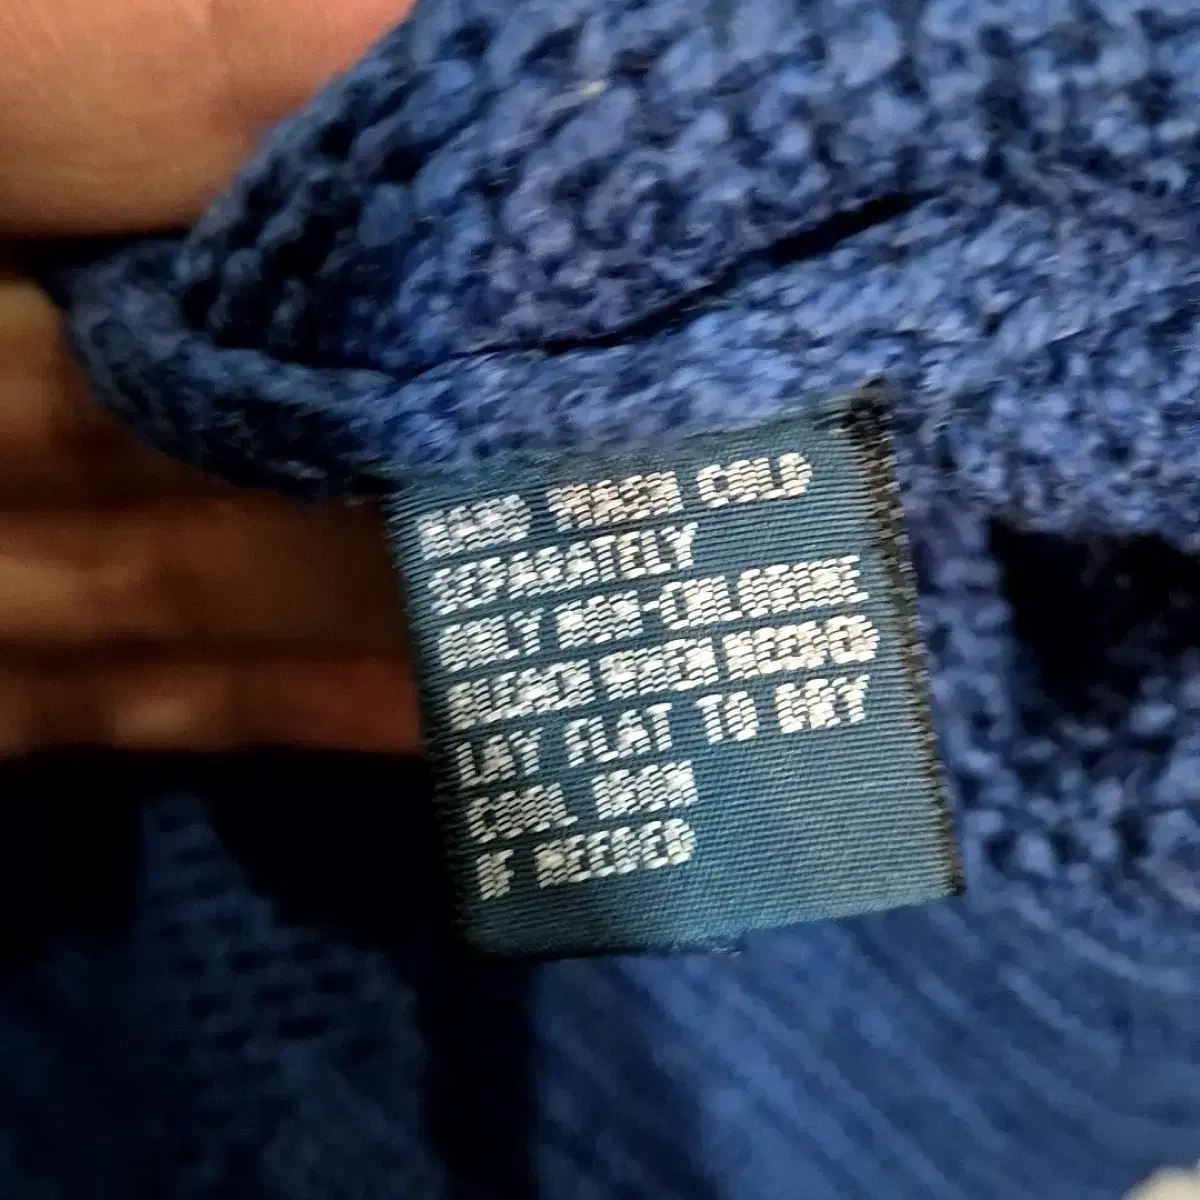 HAND WASH COLD
SEPARATELY
ONLY NON-CHLORINE
BLEACH WHEN NEEDED
LAY FLAT TO DRY
COOL IRON
IF NEEDED